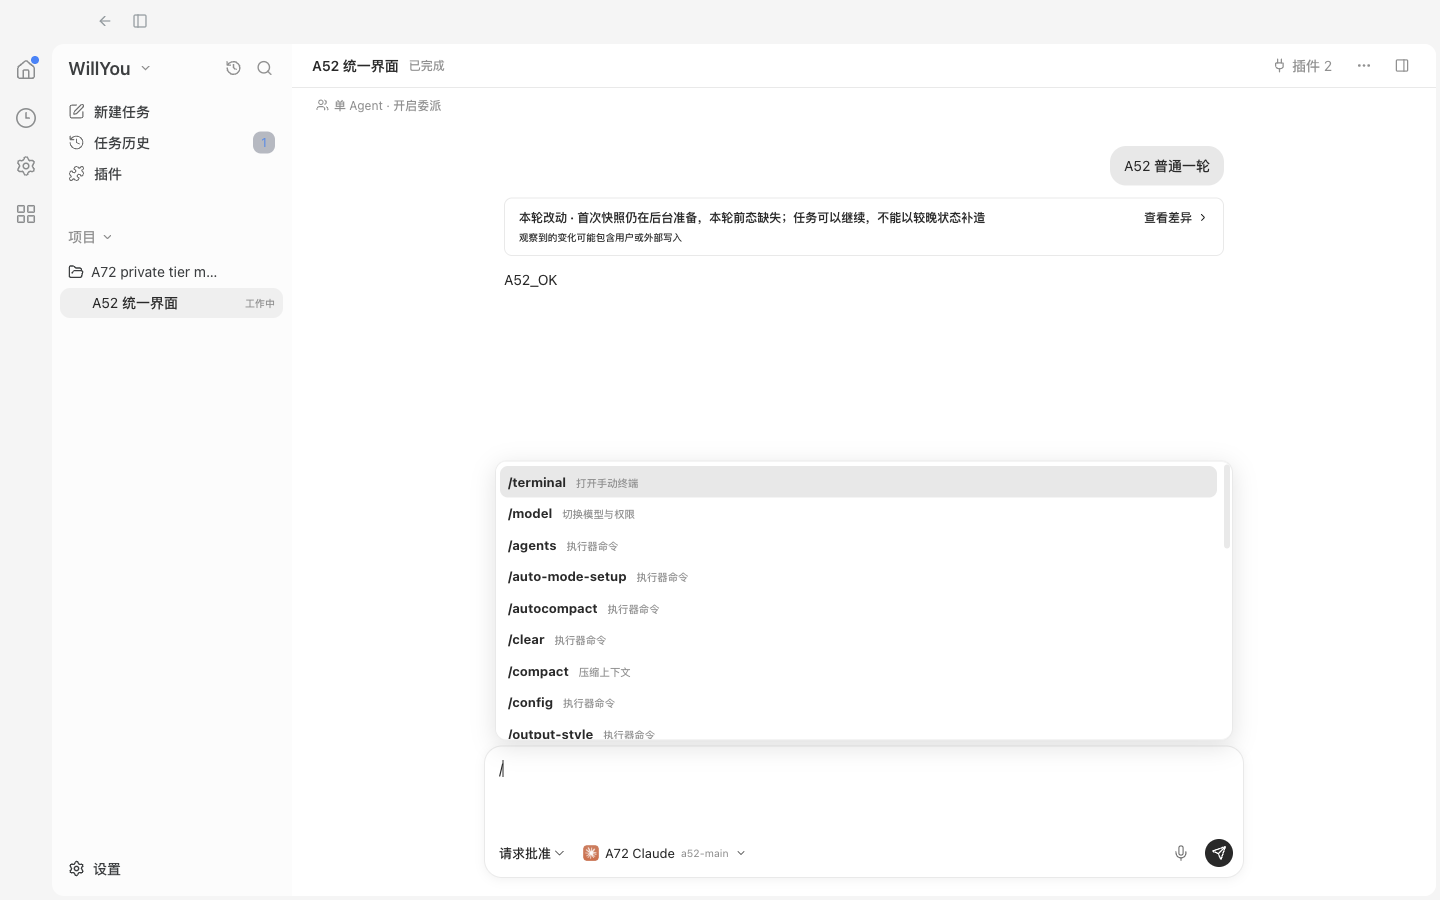 WillYou
新建任务
任务历史 1
插件
项目
A72 private tier m...
A52 统一界面 工作中
设置
A52 统一界面 已完成
插件 2
单 Agent · 开启委派
A52 普通一轮
本轮改动 · 首次快照仍在后台准备，本轮前态缺失；任务可以继续，不能以较晚状态补造 查看差异
观察到的变化可能包含用户或外部写入
A52_OK
/terminal 打开手动终端
/model 切换模型与权限
/agents 执行器命令
/auto-mode-setup 执行器命令
/autocompact 执行器命令
/clear 执行器命令
/compact 压缩上下文
/config 执行器命令
/output-style 执行器命令
/
请求批准 A72 Claude a52-main